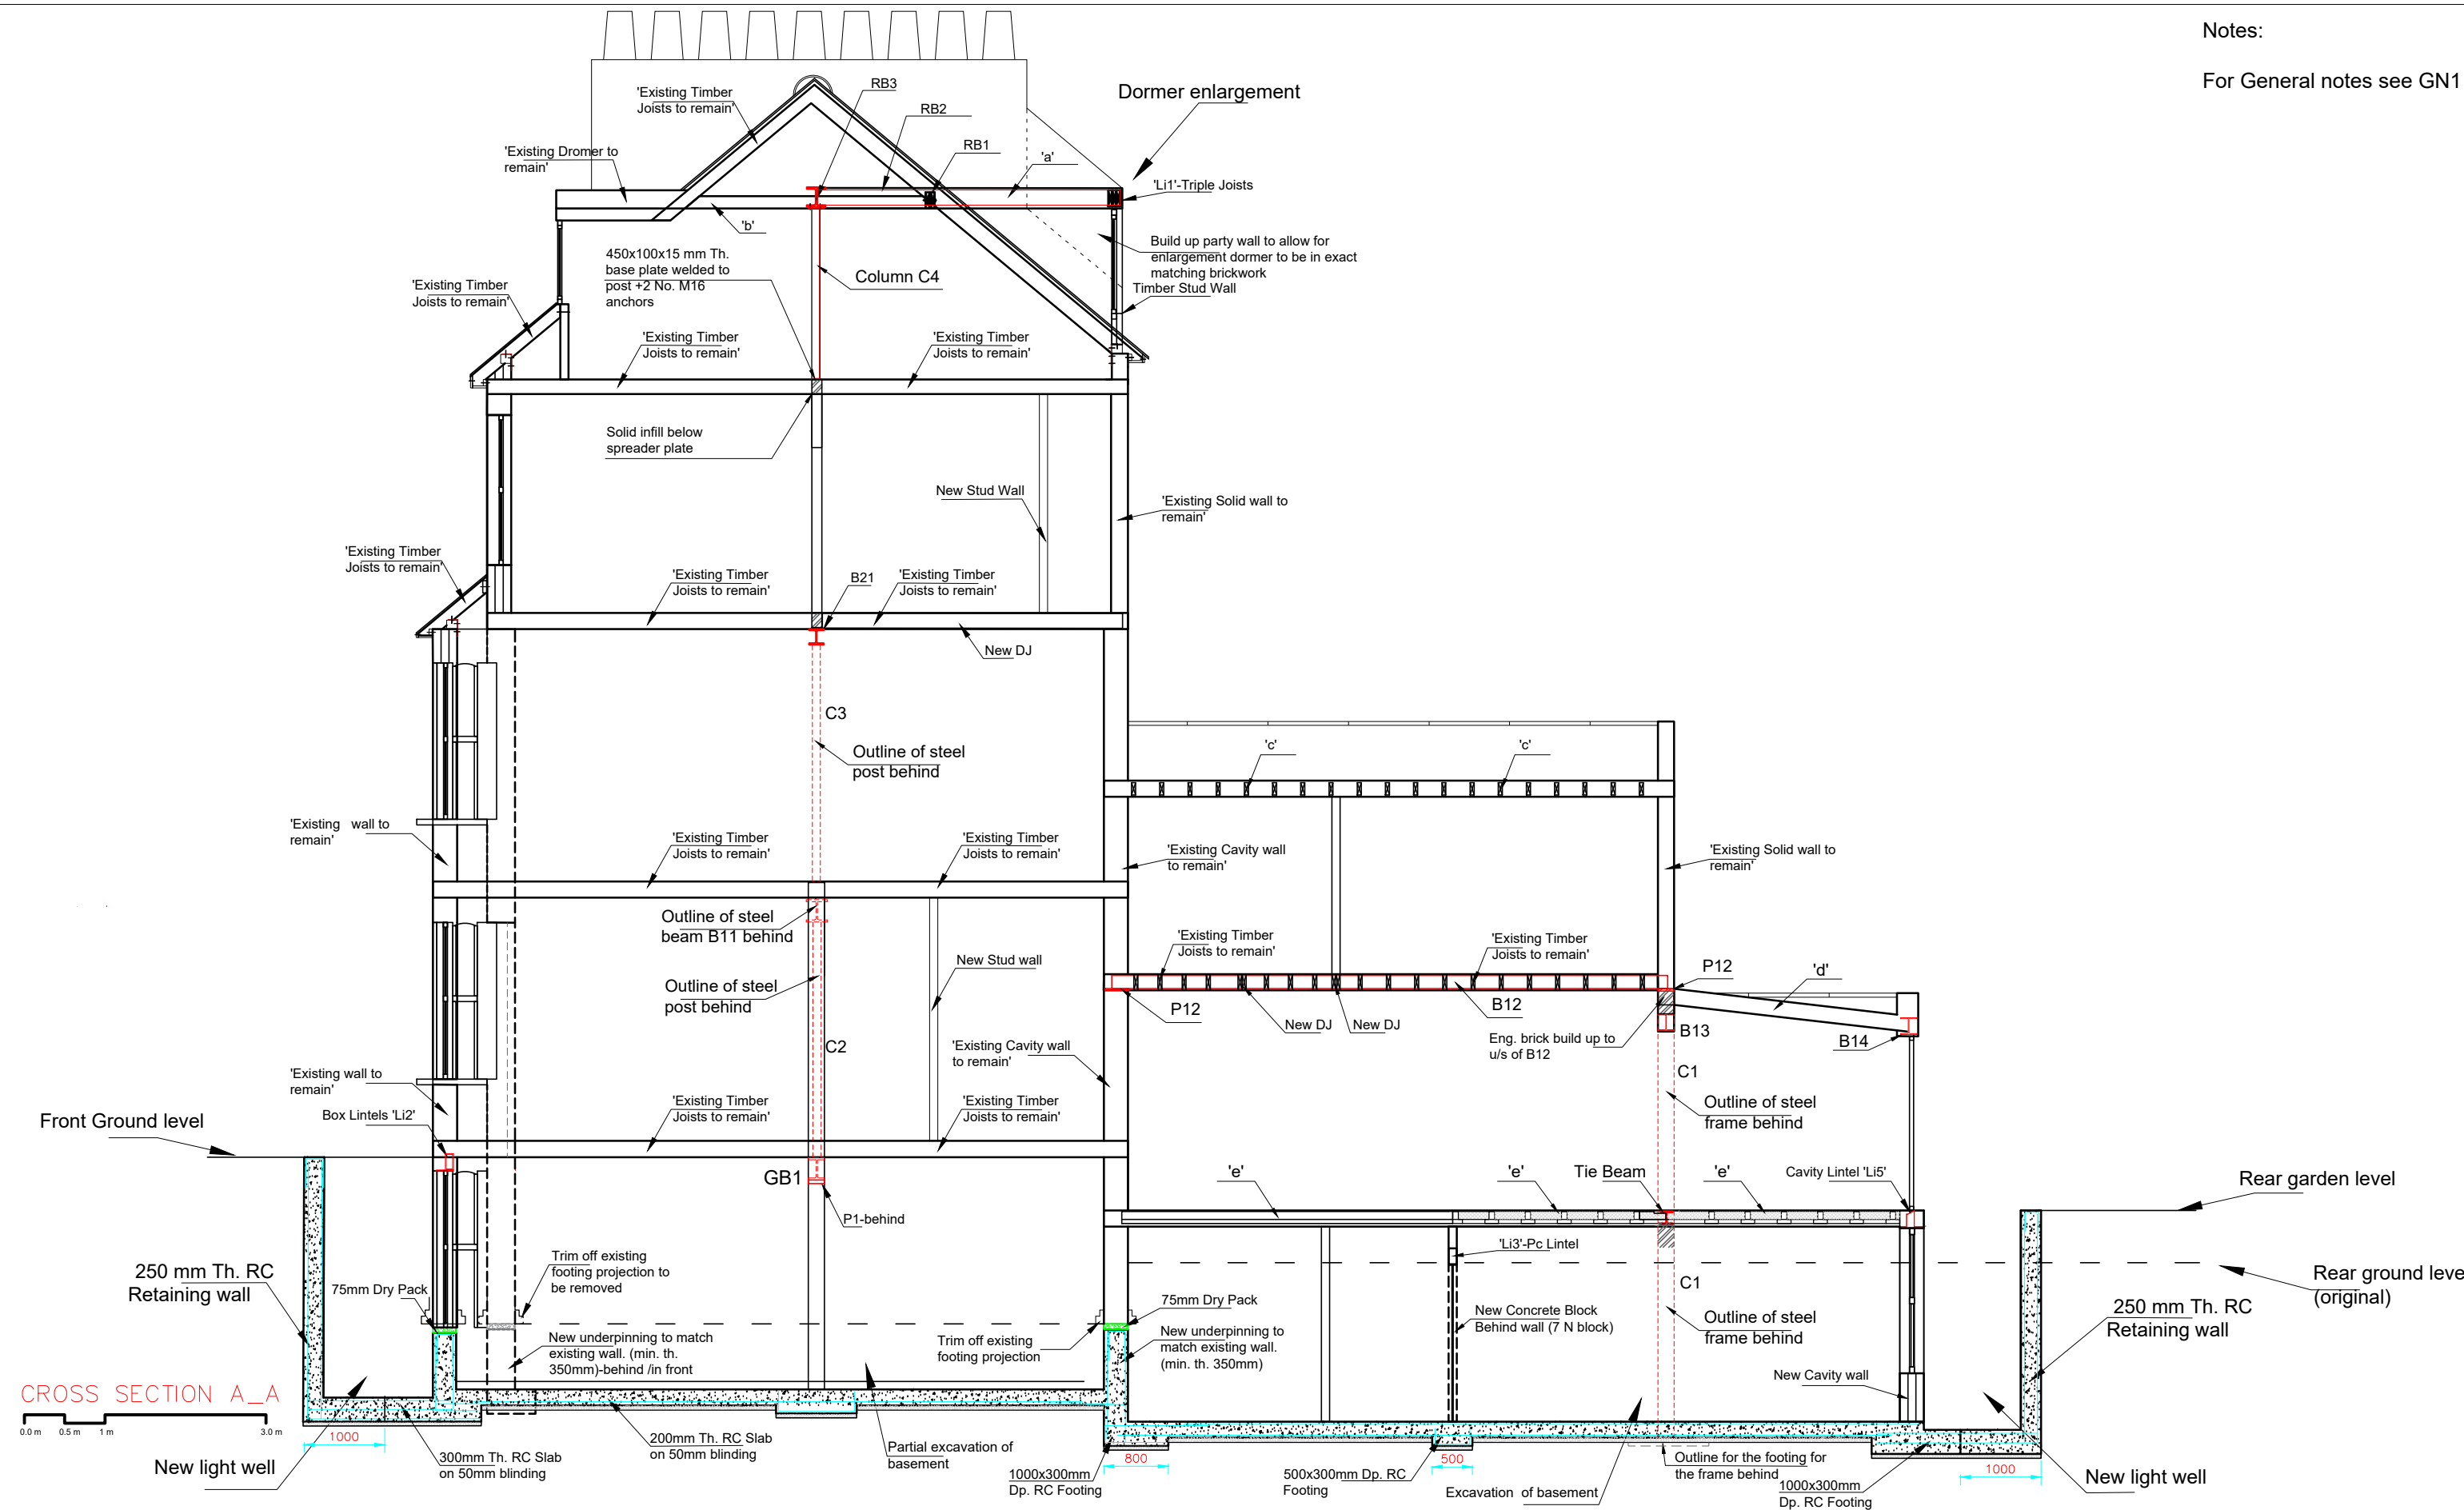 Notes:
For General notes see GN1
RB3
'Existing Timber
Joists to remain'
Dormer enlargement
RB2
'Existing Dromer to
remain'
RB1
'a'
'Li1'-Triple Joists
'b'
Build up party wall to allow for
enlargement dormer to be in exact
matching brickwork
450x100x15 mm Th.
base plate welded to
post +2 No. M16
anchors
Column C4
'Existing Timber
Joists to remain'
Timber Stud Wall
'Existing Timber
Joists to remain'
'Existing Timber
Joists to remain'
Solid infill below
spreader plate
New Stud Wall
'Existing Solid wall to
remain'
'Existing Timber
Joists to remain'
'Existing Timber
Joists to remain'
B21
'Existing Timber
Joists to remain'
New DJ
C3
Outline of steel
post behind
'c'
'c'
'Existing wall to
remain'
'Existing Timber
Joists to remain'
'Existing Timber
Joists to remain'
'Existing Cavity wall
to remain'
'Existing Solid wall to
remain'
Outline of steel
beam B11 behind
New Stud wall
'Existing Timber
Joists to remain'
'Existing Timber
Joists to remain'
P12
'd'
Outline of steel
post behind
P12
B12
New DJ
New DJ
B13
Eng. brick build up to
u/s of B12
B14
C2
'Existing Cavity wall
to remain'
C1
'Existing wall to
remain'
Box Lintels 'Li2'
'Existing Timber
Joists to remain'
'Existing Timber
Joists to remain'
Outline of steel
frame behind
Front Ground level
GB1
'e'
'e'
Tie Beam
'e'
Cavity Lintel 'Li5'
Rear garden level
P1-behind
'Li3'-Pc Lintel
Trim off existing
footing projection to
be removed
250 mm Th. RC
Retaining wall
75mm Dry Pack
75mm Dry Pack
C1
Rear ground leve
(original)
New Concrete Block
Behind wall (7 N block)
Outline of steel
frame behind
250 mm Th. RC
Retaining wall
New underpinning to match
existing wall. (min. th.
350mm)-behind /in front
Trim off existing
footing projection
New underpinning to
match existing wall.
(min. th. 350mm)
New Cavity wall
CROSS SECTION A_A
0.0 m 0.5 m 1 m 3.0 m
1000
300mm Th. RC Slab
on 50mm blinding
200mm Th. RC Slab
on 50mm blinding
Partial excavation of
basement
800
1000x300mm
Dp. RC Footing
500
500x300mm Dp. RC
Footing
Excavation of basement
Outline for the footing for
the frame behind
1000x300mm
Dp. RC Footing
1000
New light well
New light well